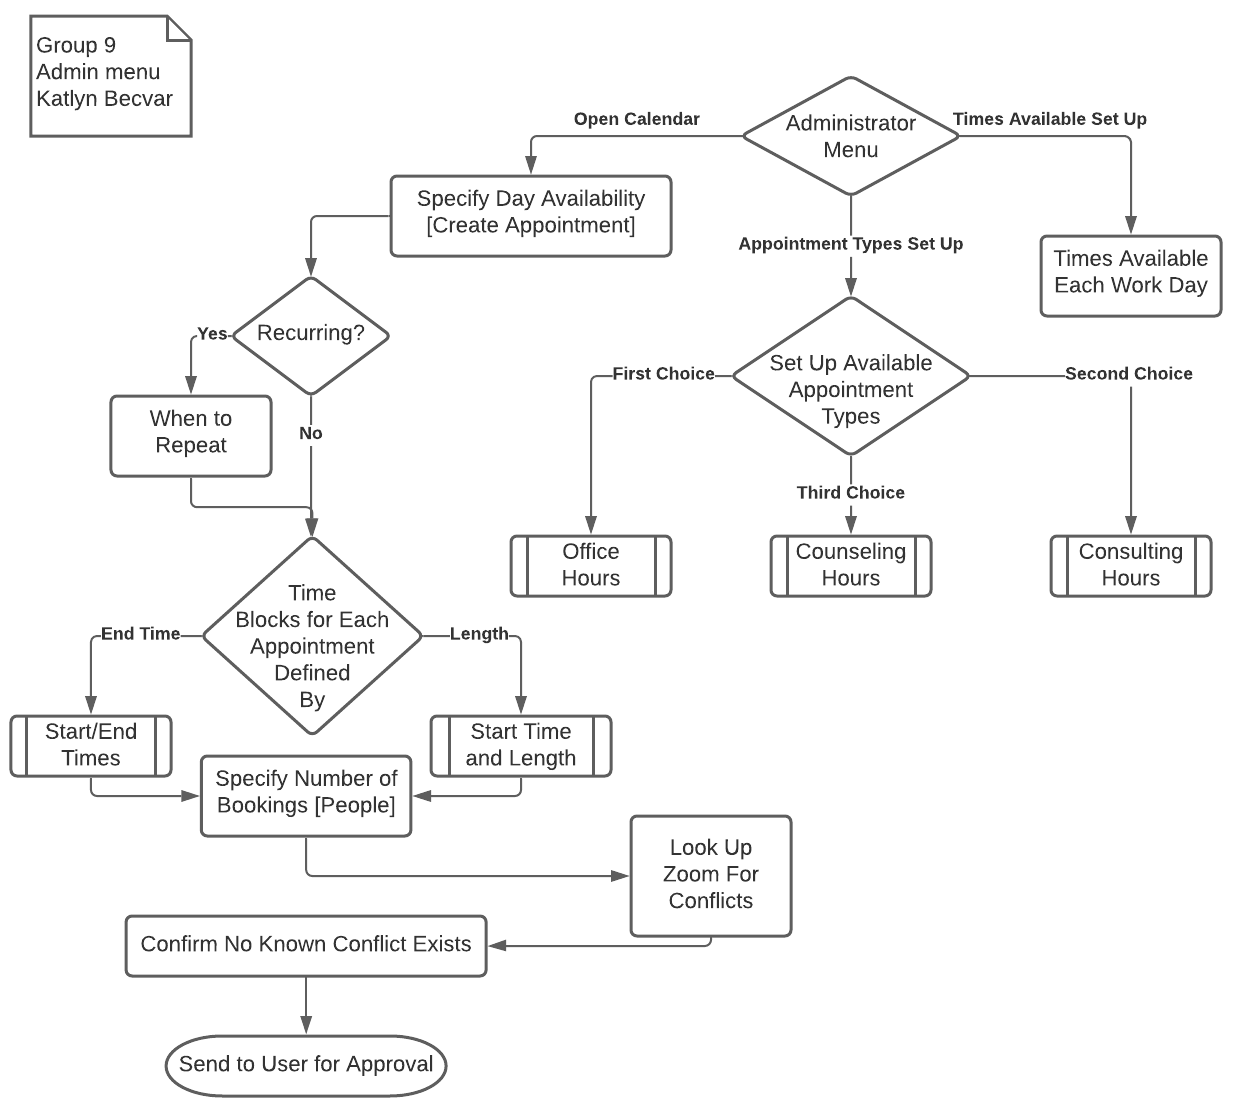 Group 9
Admin menu
Katlyn Becvar
Administrator
Menu
Open Calendar
Times Available Set Up
Specify Day Availability
[Create Appointment]
Appointment Types Set Up
Times Available
Each Work Day
Recurring?
Yes
No
When to
Repeat
Set Up Available
Appointment
Types
First Choice
Second Choice
Third Choice
Office
Hours
Counseling
Hours
Consulting
Hours
Time
Blocks for Each
Appointment
Defined
By
End Time
Length
Start/End
Times
Start Time
and Length
Specify Number of
Bookings [People]
Look Up
Zoom For
Conflicts
Confirm No Known Conflict Exists
Send to User for Approval